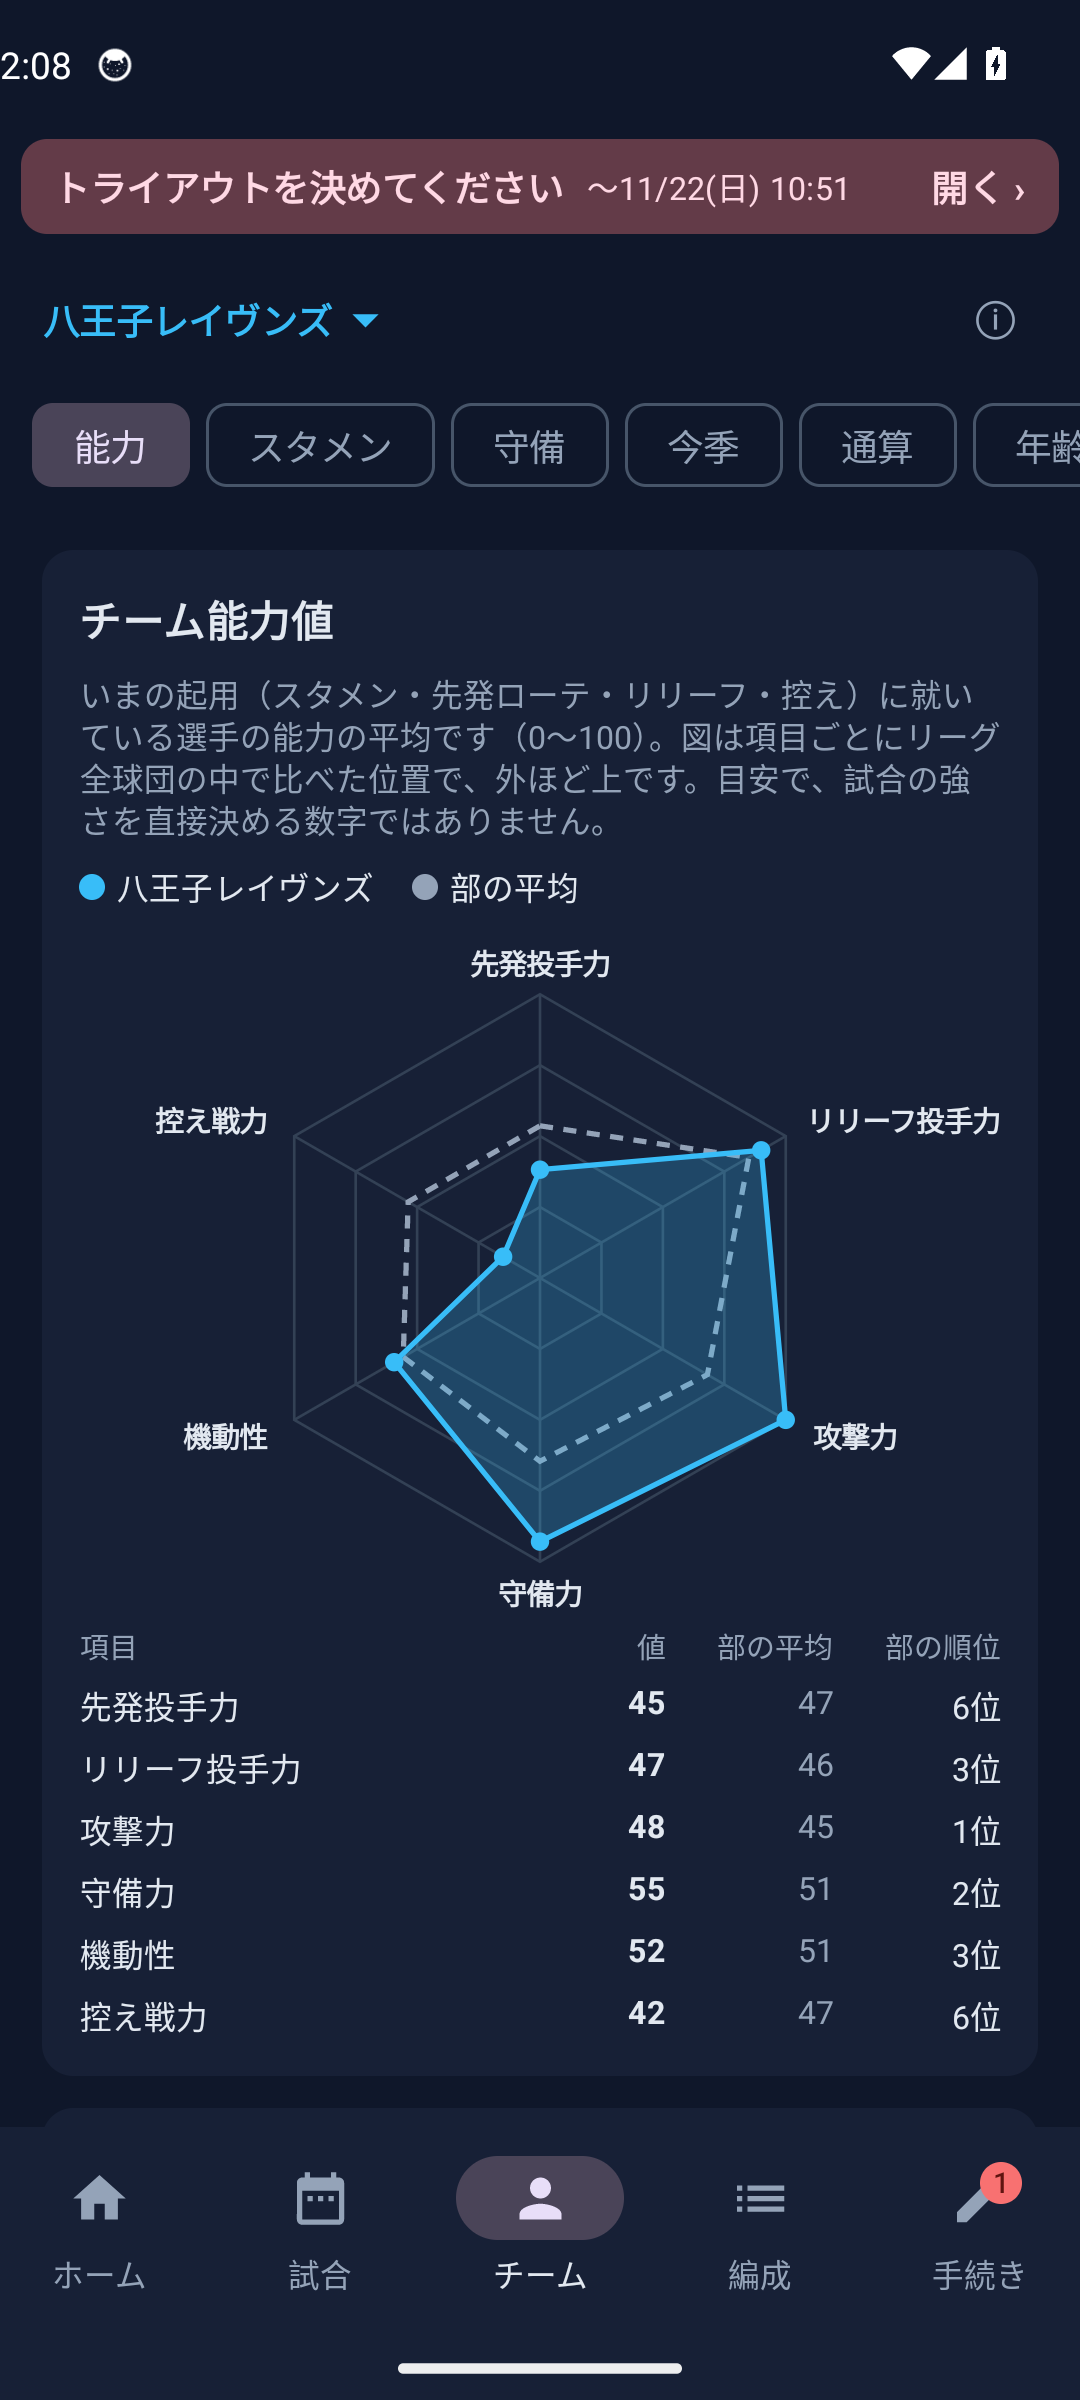 2:08
トライアウトを決めてください ～11/22(日) 10:51 開く ›
八王子レイヴンズ
能力 スタメン 守備 今季 通算 年齢
チーム能力値
いまの起用（スタメン・先発ローテ・リリーフ・控え）に就い
ている選手の能力の平均です（0〜100）。図は項目ごとにリーグ
全球団の中で比べた位置で、外ほど上です。目安で、試合の強
さを直接決める数字ではありません。
八王子レイヴンズ 部の平均
先発投手力
控え戦力 リリーフ投手力
機動性 攻撃力
守備力
項目 値 部の平均 部の順位
先発投手力 45 47 6位
リリーフ投手力 47 46 3位
攻撃力 48 45 1位
守備力 55 51 2位
機動性 52 51 3位
控え戦力 42 47 6位
1
ホーム 試合 チーム 編成 手続き